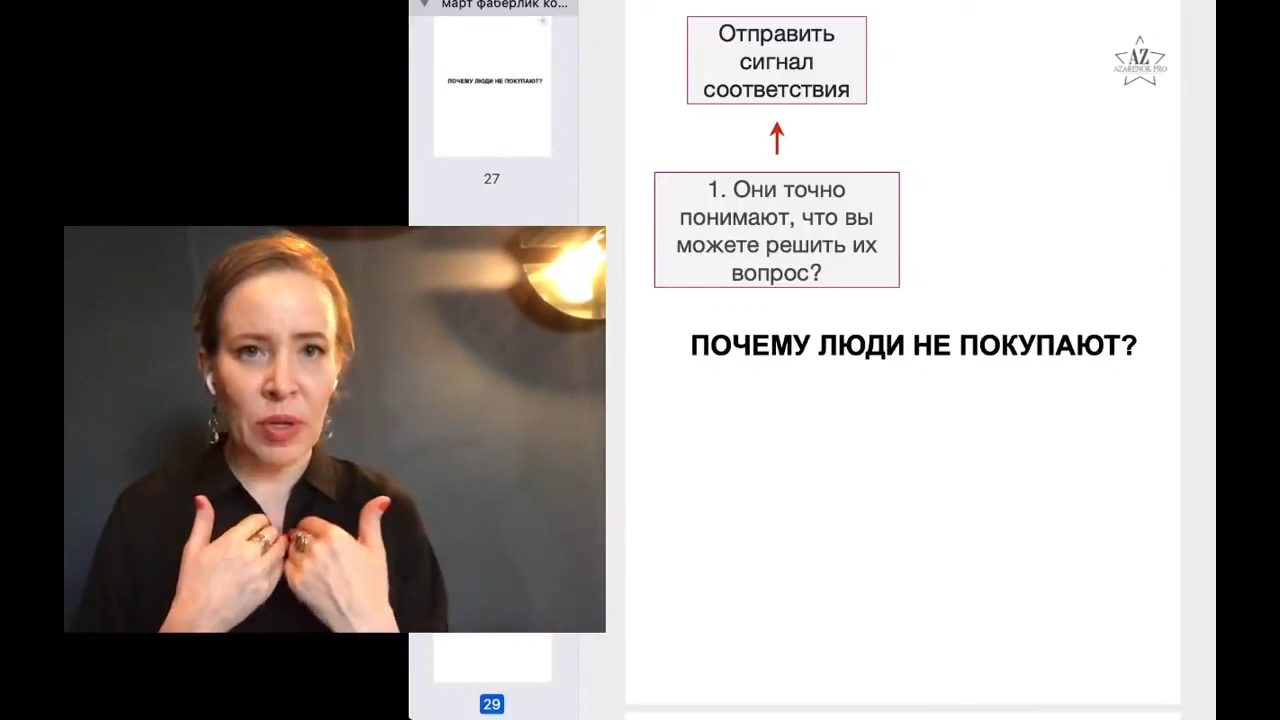 март фаберлик ко...
ПОЧЕМУ ЛЮДИ НЕ ПОКУПАЮТ?
27
29
Отправить
сигнал
соответствия
AZ
AZARENOK PRO
1. Они точно
понимают, что вы
можете решить их
вопрос?
ПОЧЕМУ ЛЮДИ НЕ ПОКУПАЮТ?